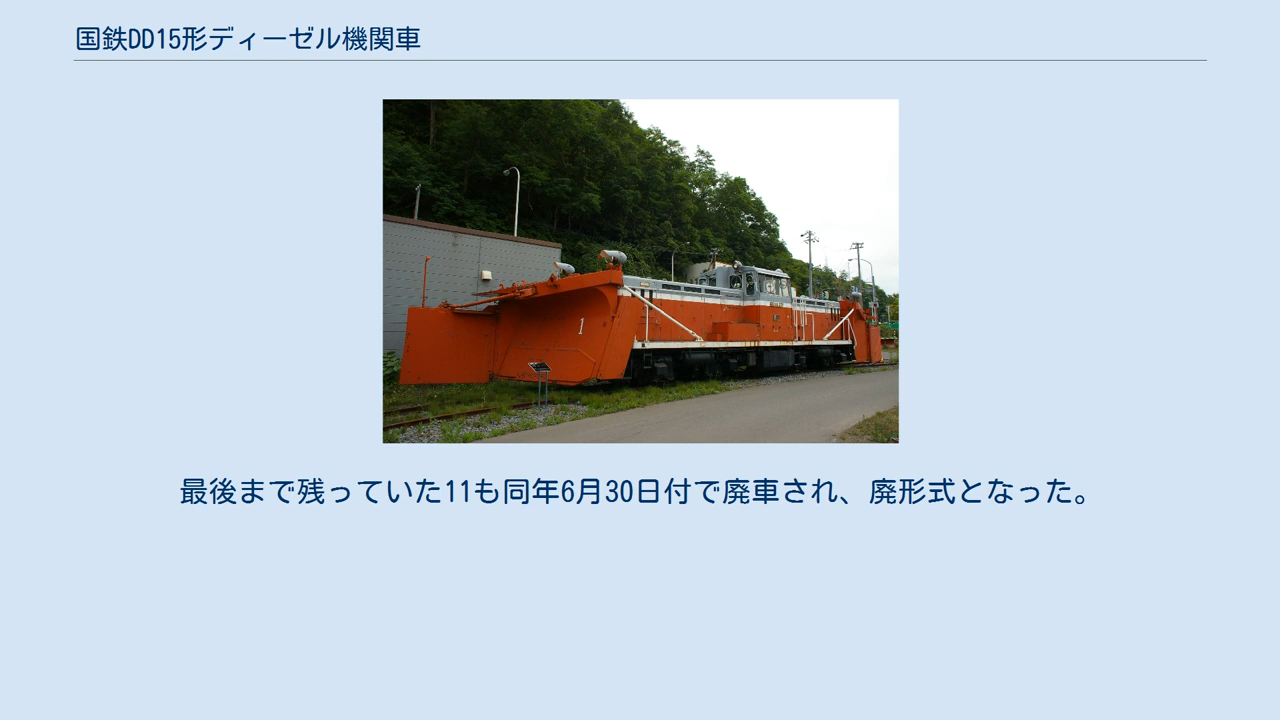 国鉄DD15形ディーゼル機関車
1
最後まで残っていた11も同年6月30日付で廃車され、廃形式となった。